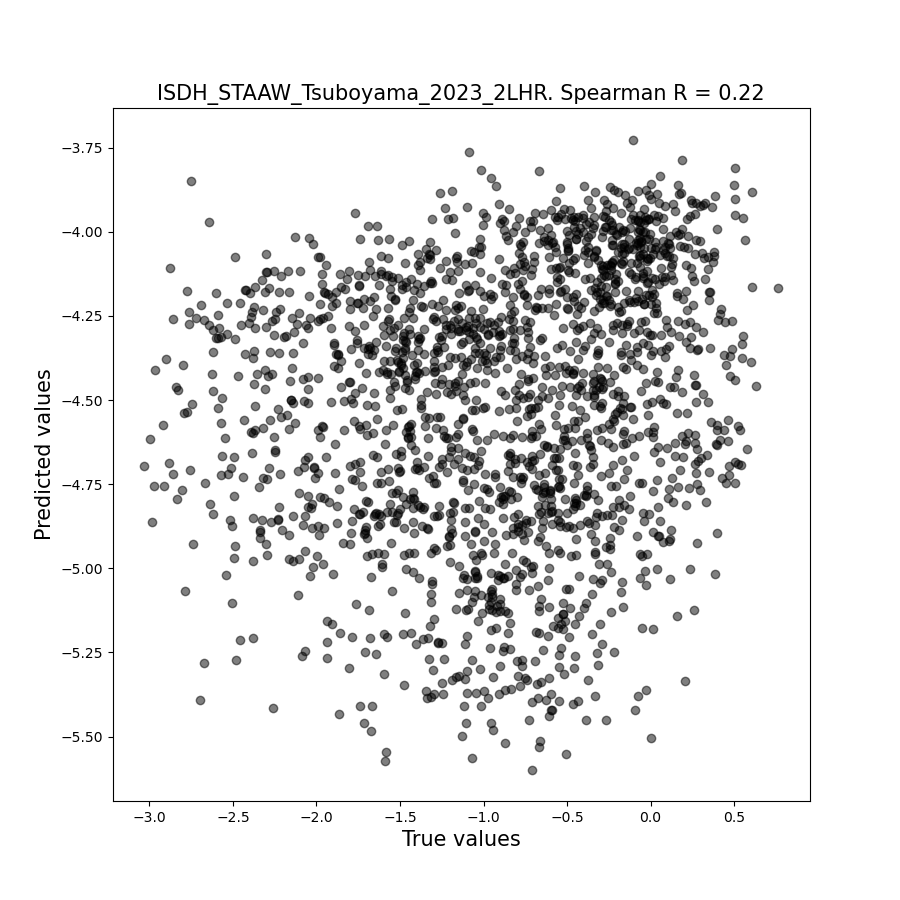 ISDH_STAAW_Tsuboyama_2023_2LHR. Spearman R = 0.22
Predicted values
−3.75
−4.00
−4.25
−4.50
−4.75
−5.00
−5.25
−5.50
−3.0 −2.5 −2.0 −1.5 −1.0 −0.5 0.0 0.5
True values